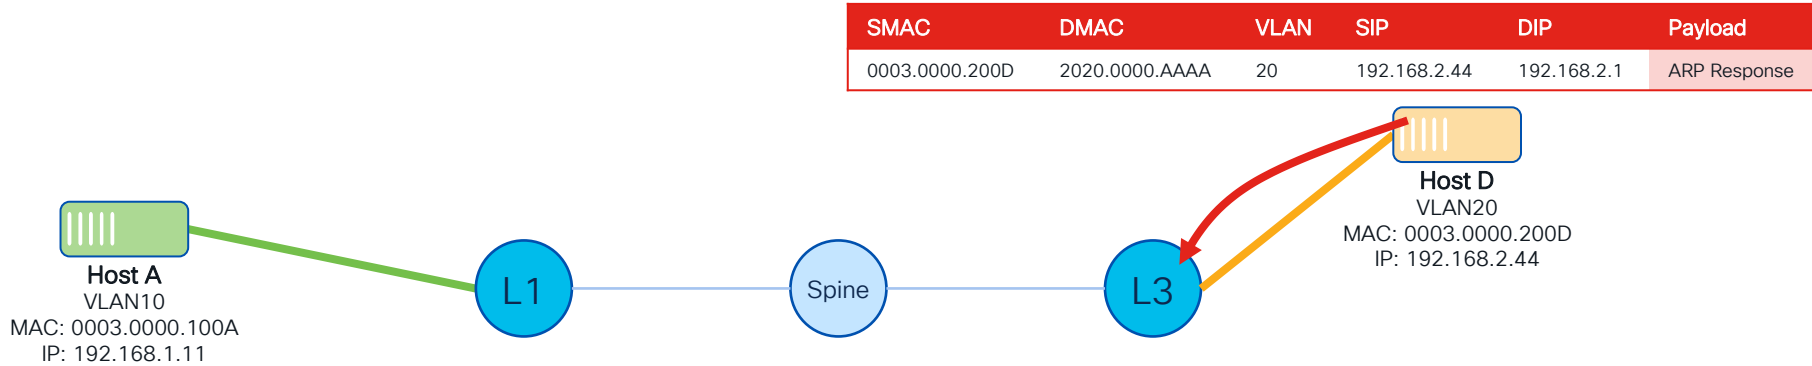 SMAC DMAC VLAN SIP DIP Payload
0003.0000.200D 2020.0000.AAAA 20 192.168.2.44 192.168.2.1 ARP Response
Host D
VLAN20
MAC: 0003.0000.200D
IP: 192.168.2.44
Host A
VLAN10
MAC: 0003.0000.100A
IP: 192.168.1.11
L1
Spine
L3